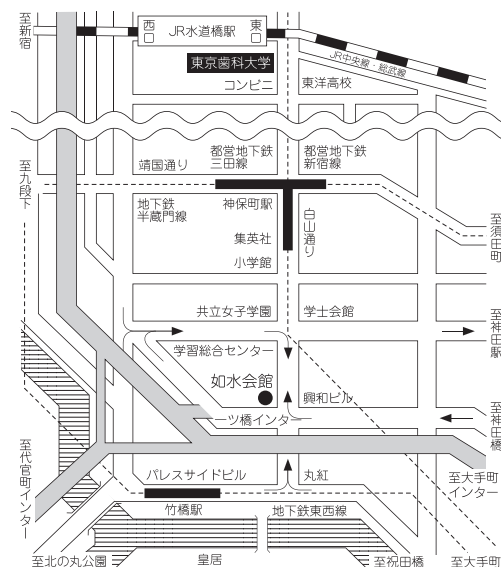 至新宿
西口
JR水道橋駅
東口
東京歯科大学
JR中央線・総武線
コンビニ
東洋高校
至九段下
靖国通り
都営地下鉄
三田線
都営地下鉄
新宿線
地下鉄
半蔵門線
神保町駅
白山通り
集英社
小学館
至須田町
共立女子学園
学士会館
至神田駅
学習総合センター
如水会館
興和ビル
一ツ橋インター
至神田橋
至代官町インター
パレスサイドビル
丸紅
至大手町
インター
竹橋駅
地下鉄東西線
至北の丸公園
皇居
至祝田橋
至大手町